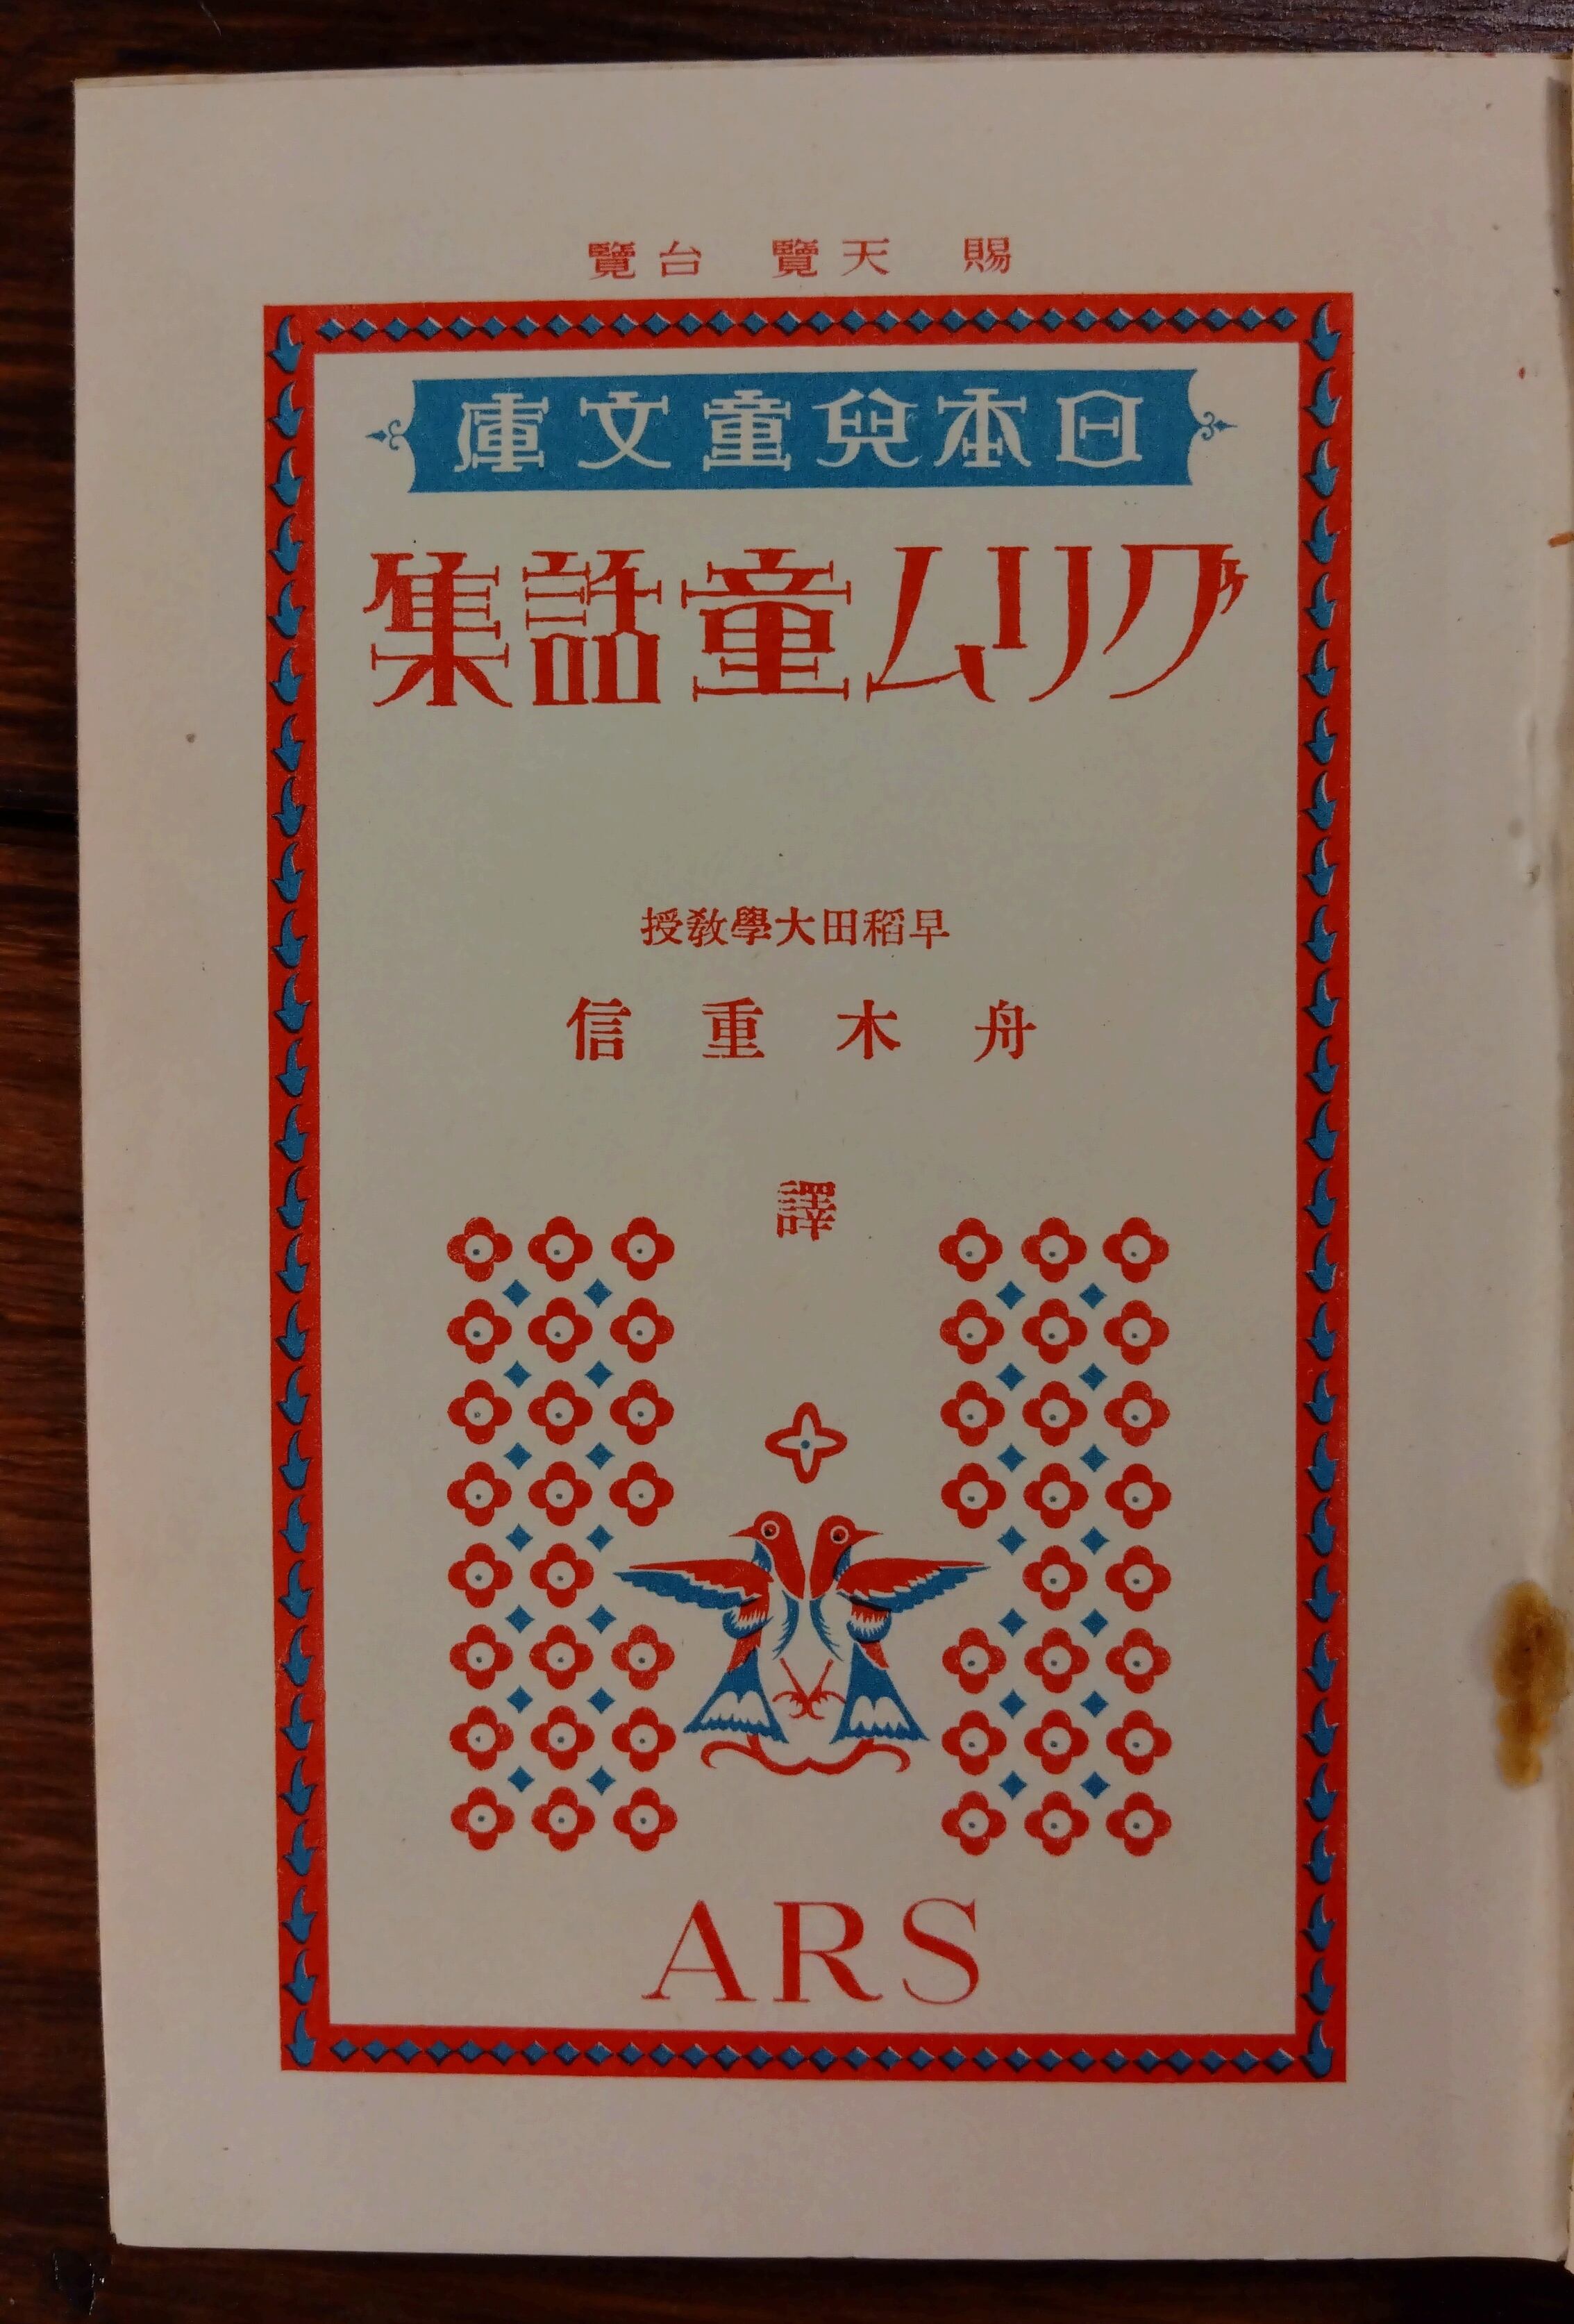 賜 天覽 台覽
日本兒童文庫
グリム童話集
早稻田大學教授
舟木重信
譯
ARS